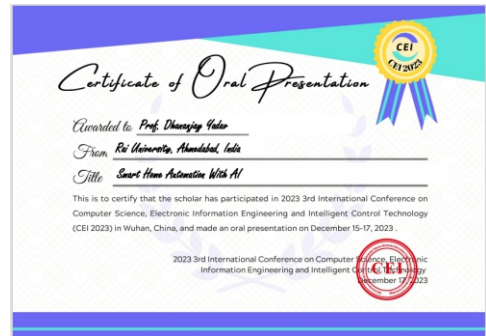 CEI
CEI 2023
Certificate of Oral Presentation
Awarded to Prof. Dhananjay Yadav
From Rai University, Ahmedabad, India
Title Smart Home Automation With AI
This is to certify that the scholar has participated in 2023 3rd International Conference on
Computer Science, Electronic Information Engineering and Intelligent Control Technology
(CEI 2023) in Wuhan, China, and made an oral presentation on December 15-17, 2023 .
2023 3rd International Conference on Computer Science, Electronic
Information Engineering and Intelligent Control Technology
December 17, 2023
CEI